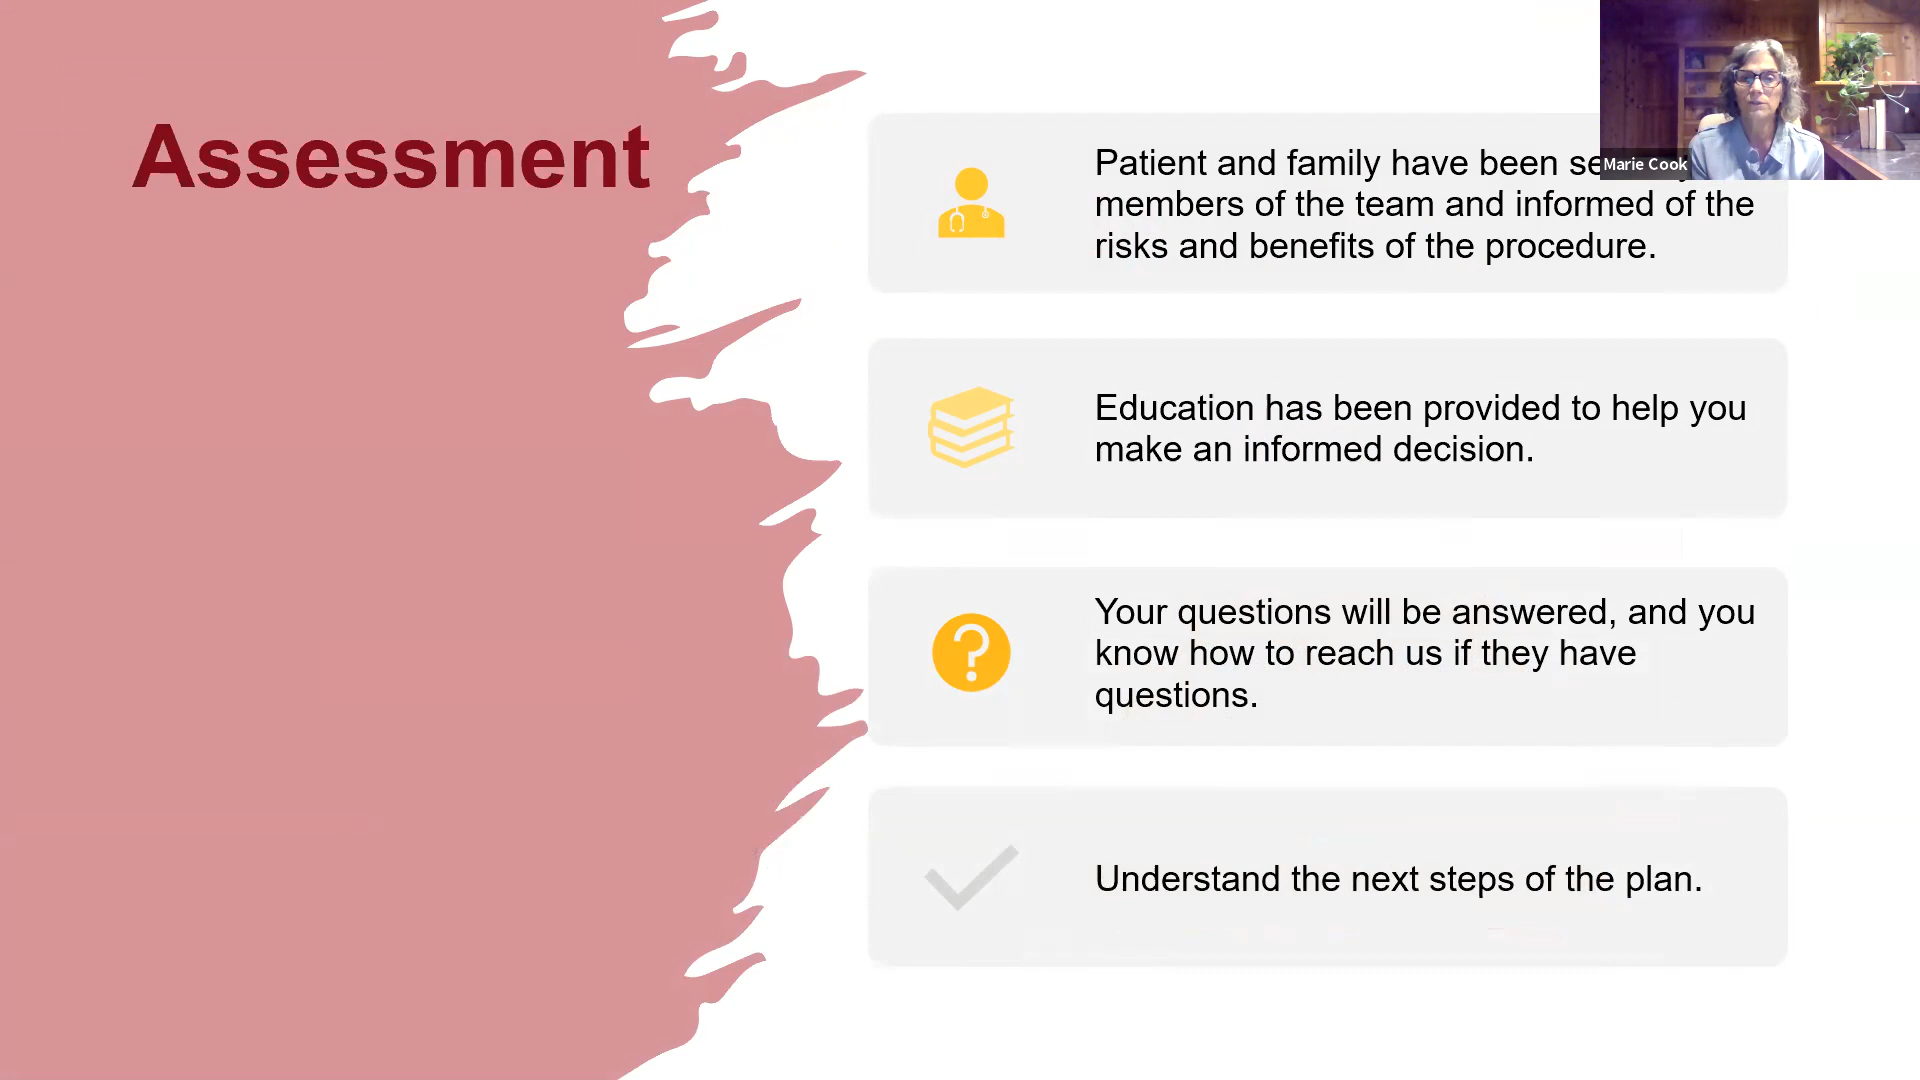 Assessment
Patient and family have been
members of the team and informed of the
risks and benefits of the procedure.
Education has been provided to help you
make an informed decision.
Your questions will be answered, and you
know how to reach us if they have
questions.
Understand the next steps of the plan.
Marie Cook